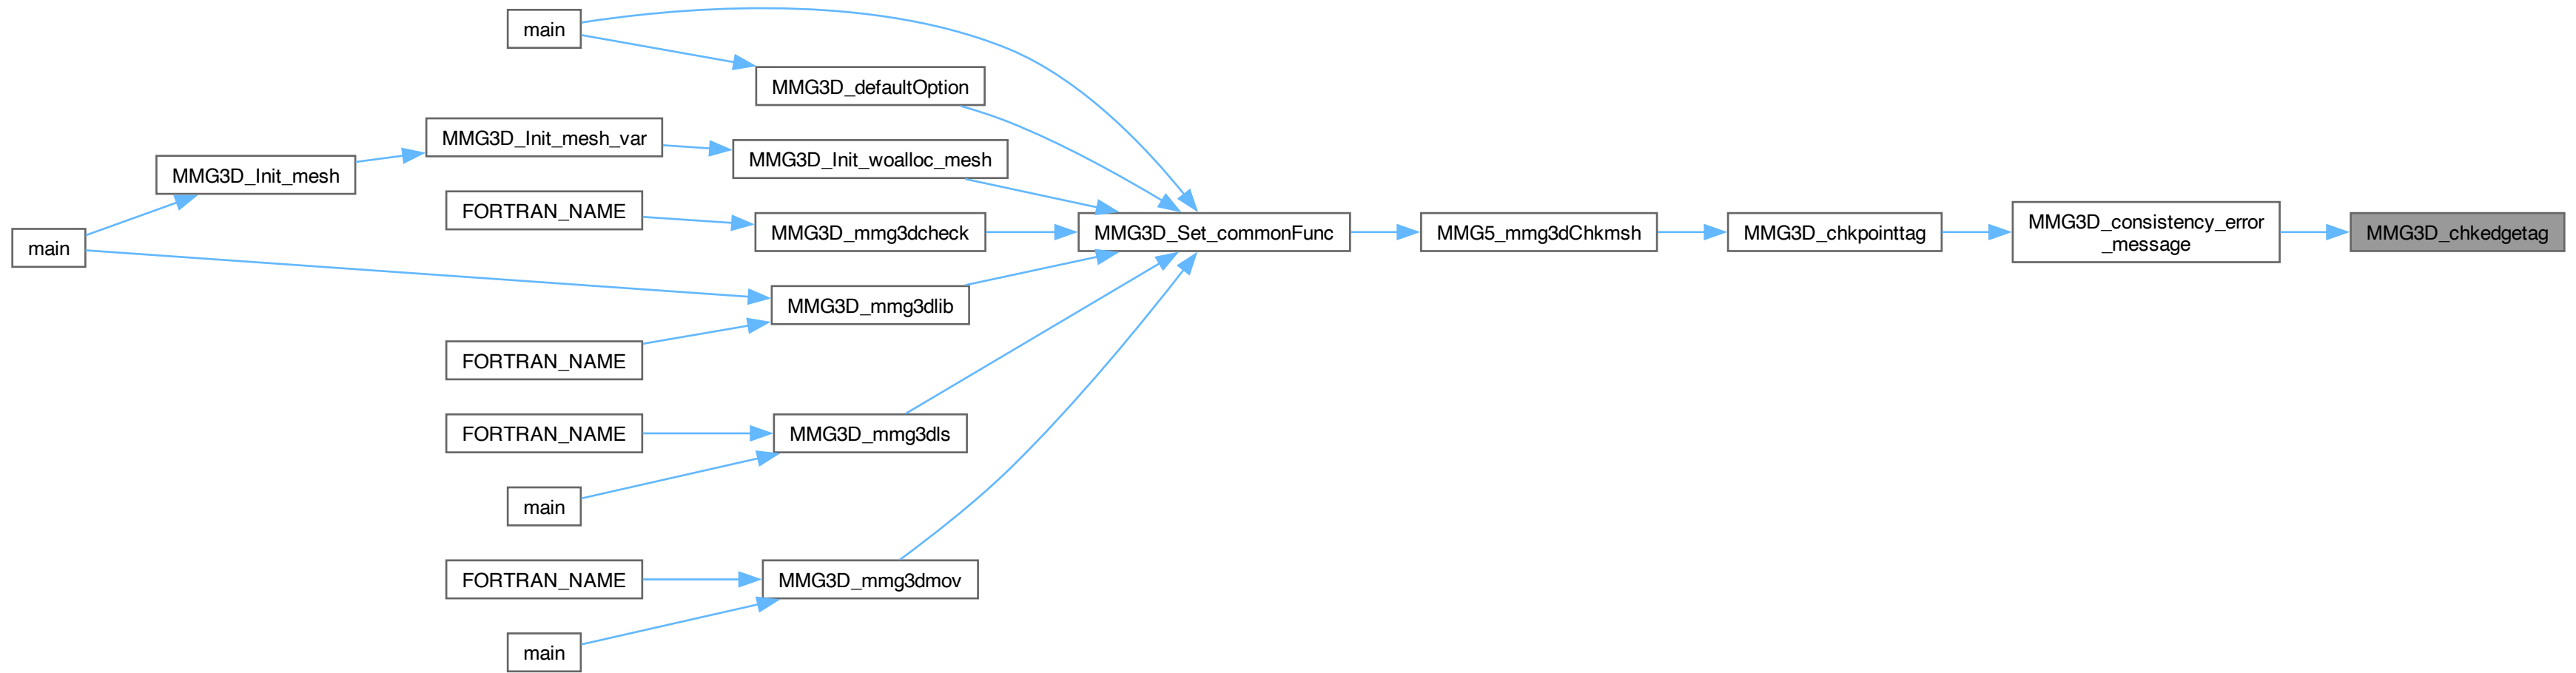 main
MMG3D_defaultOption
MMG3D_Init_mesh_var
MMG3D_Init_woalloc_mesh
MMG3D_Init_mesh
FORTRAN_NAME
MMG3D_mmg3dcheck
MMG3D_Set_commonFunc
MMG5_mmg3dChkmsh
MMG3D_chkpointtag
MMG3D_consistency_error
_message
MMG3D_chkedgetag
main
MMG3D_mmg3dlib
FORTRAN_NAME
FORTRAN_NAME
MMG3D_mmg3dls
main
FORTRAN_NAME
MMG3D_mmg3dmov
main